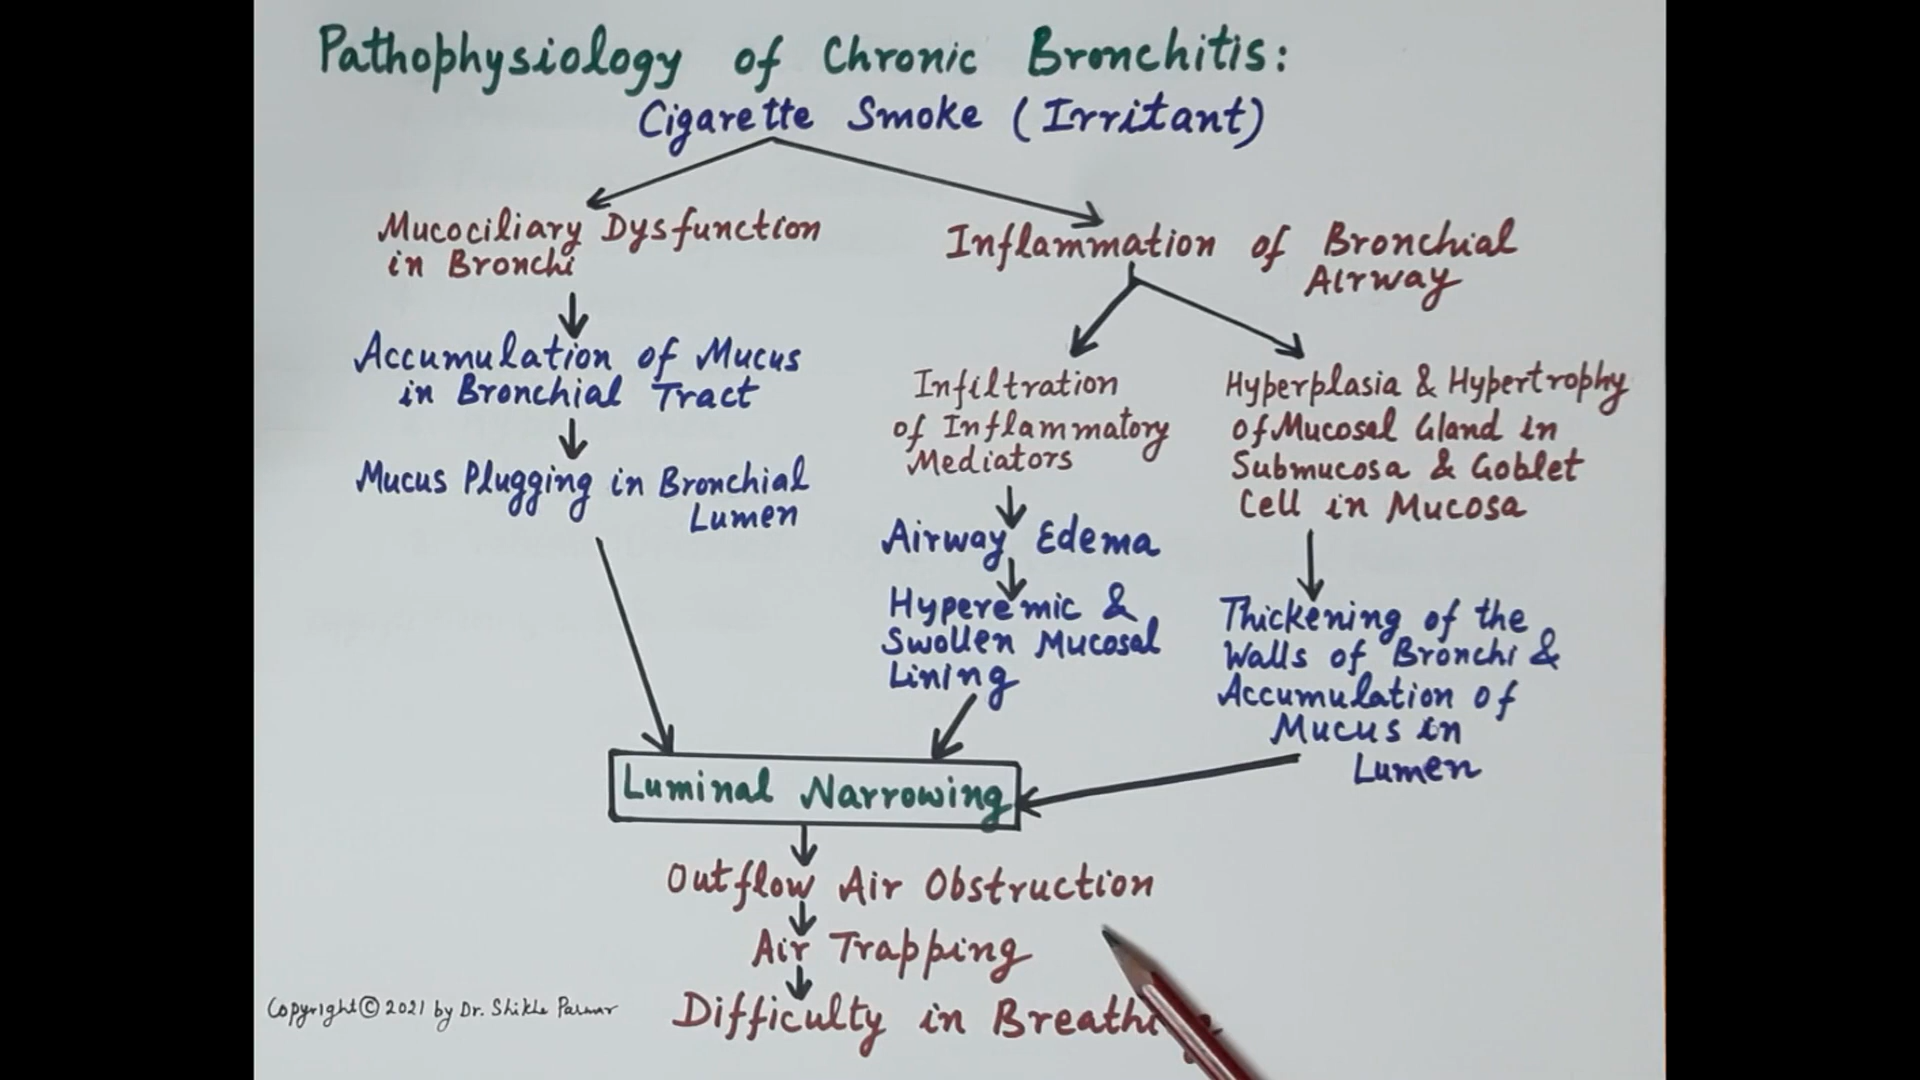 Pathophysiology of Chronic Bronchitis:
Cigarette Smoke (Irritant)
Mucociliary Dysfunction
in Bronchi
Accumulation of Mucus
in Bronchial Tract
Mucus Plugging in Bronchial
Lumen
Inflammation of Bronchial
Airway
Infiltration
of Inflammatory
Mediators
Airway Edema
Hyperemic &
Swollen Mucosal
Lining
Hyperplasia & Hypertrophy
of Mucosal Gland in
Submucosa & Goblet
Cell in Mucosa
Thickening of the
Walls of Bronchi &
Accumulation of
Mucus in
Lumen
Luminal Narrowing
Outflow Air Obstruction
Air Trapping
Difficulty in
Copyright © 2021 by Dr. Shikha Parmar